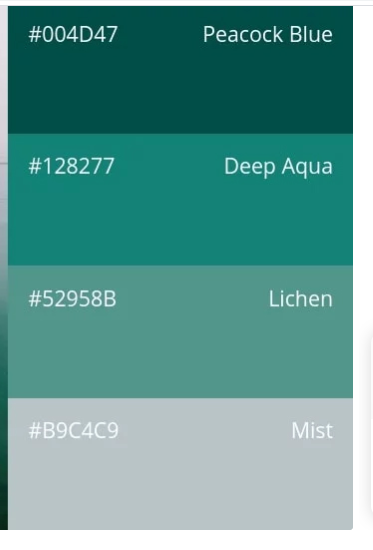 #004D47 Peacock Blue
#128277 Deep Aqua
#52958B Lichen
#B9C4C9 Mist